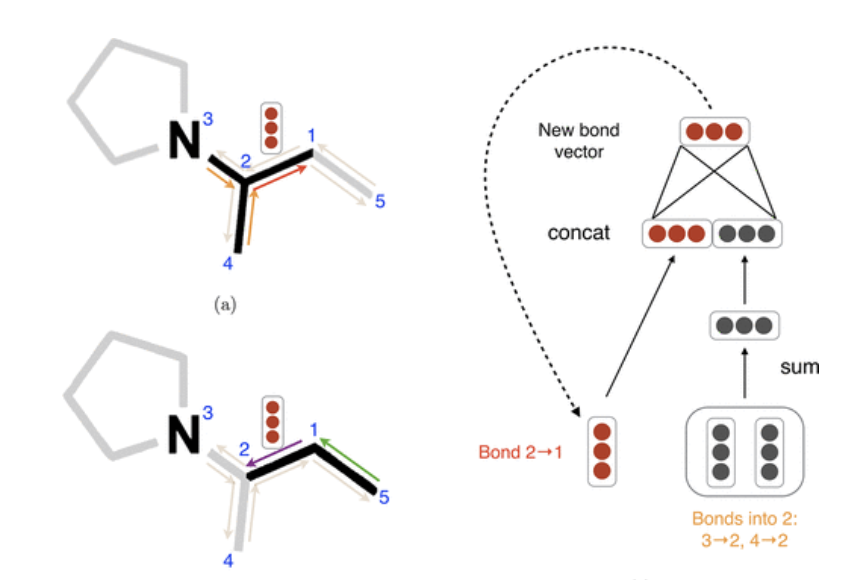 N
3
2
1
5
4
(a)
N
3
2
1
5
4
New bond
vector
concat
sum
Bond 2→1
Bonds into 2:
3→2, 4→2